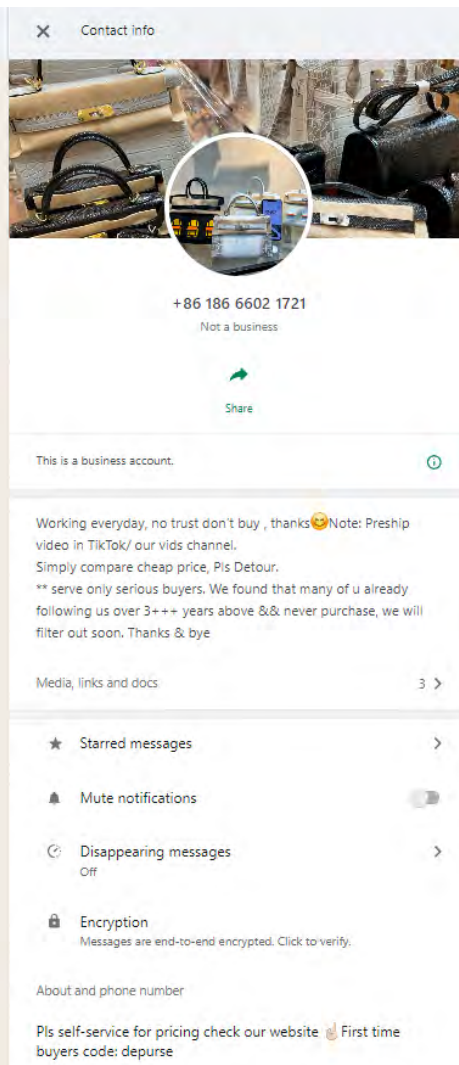 Contact info
+86 186 6602 1721
Not a business
Share
This is a business account.
Working everyday, no trust don't buy , thanks😊Note: Preship
video in TikTok/ our vids channel.
Simply compare cheap price, Pls Detour.
** serve only serious buyers. We found that many of u already
following us over 3+++ years above && never purchase, we will
filter out soon. Thanks & bye
Media, links and docs
3
Starred messages
Mute notifications
Disappearing messages
Off
Encryption
Messages are end-to-end encrypted. Click to verify.
About and phone number
Pls self-service for pricing check our website ☝🏻 First time
buyers code: depurse